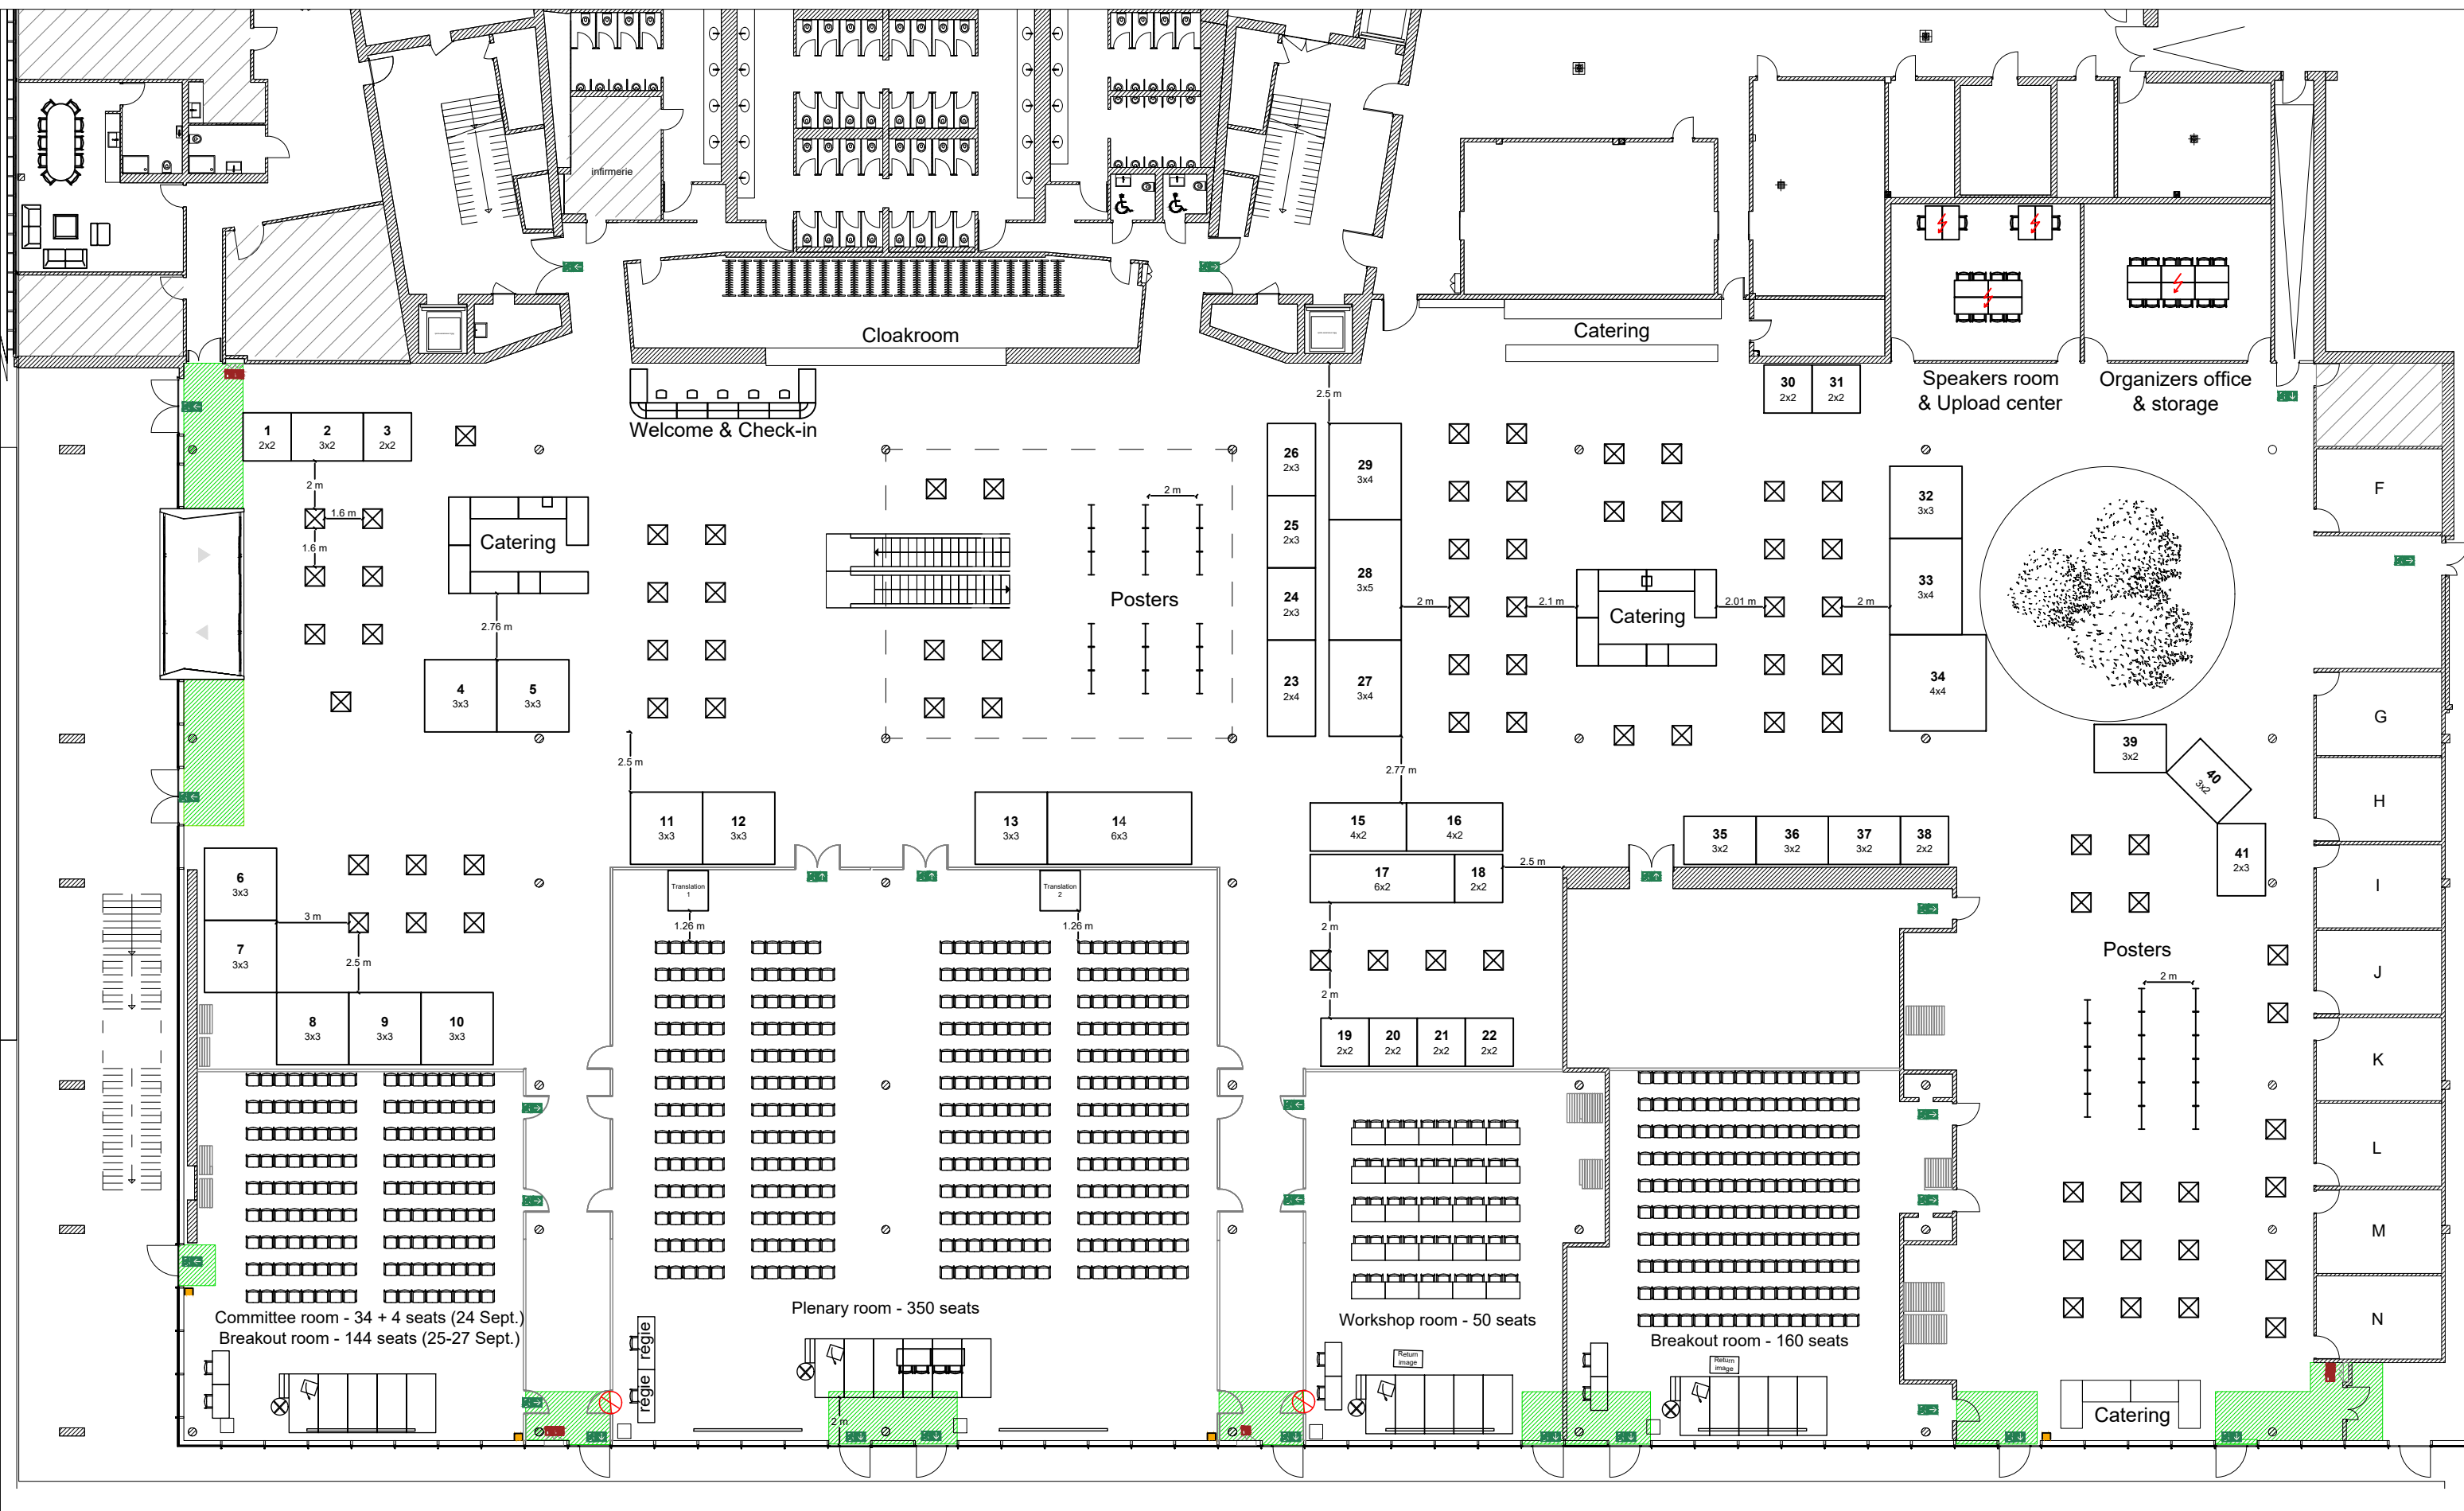 infirmerie
Cloakroom
Catering
Welcome & Check-in
Speakers room
& Upload center
Organizers office
& storage
30
2x2
31
2x2
1
2x2
2
3x2
3
2x2
2 m
1.6 m
1.6 m
Catering
2.76 m
4
3x3
5
3x3
2 m
Posters
2.5 m
26
2x3
25
2x3
24
2x3
23
2x4
29
3x4
28
3x5
27
3x4
2 m
2.1 m
Catering
2.01 m
2 m
32
3x3
33
3x4
34
4x4
F
G
H
I
J
K
L
M
N
39
3x2
40
3x2
41
2x3
2.5 m
11
3x3
12
3x3
13
3x3
14
6x3
2.77 m
15
4x2
16
4x2
17
6x2
18
2x2
2.5 m
35
3x2
36
3x2
37
3x2
38
2x2
6
3x3
7
3x3
3 m
2.5 m
8
3x3
9
3x3
10
3x3
Translation
1
1.26 m
Translation
2
1.26 m
2 m
2 m
19
2x2
20
2x2
21
2x2
22
2x2
Posters
2 m
Committee room - 34 + 4 seats (24 Sept.)
Breakout room - 144 seats (25-27 Sept.)
Plenary room - 350 seats
Workshop room - 50 seats
Breakout room - 160 seats
regie
regie
Return
image
Return
image
2 m
Catering